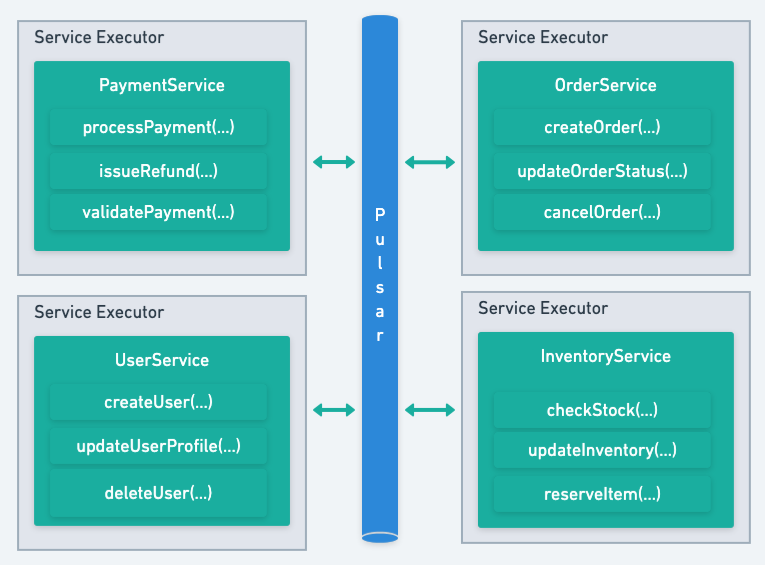 Service Executor
PaymentService
processPayment(...)
issueRefund(...)
validatePayment(...)
Service Executor
UserService
createUser(...)
updateUserProfile(...)
deleteUser(...)
Pulsar
Service Executor
OrderService
createOrder(...)
updateOrderStatus(...)
cancelOrder(...)
Service Executor
InventoryService
checkStock(...)
updateInventory(...)
reserveItem(...)